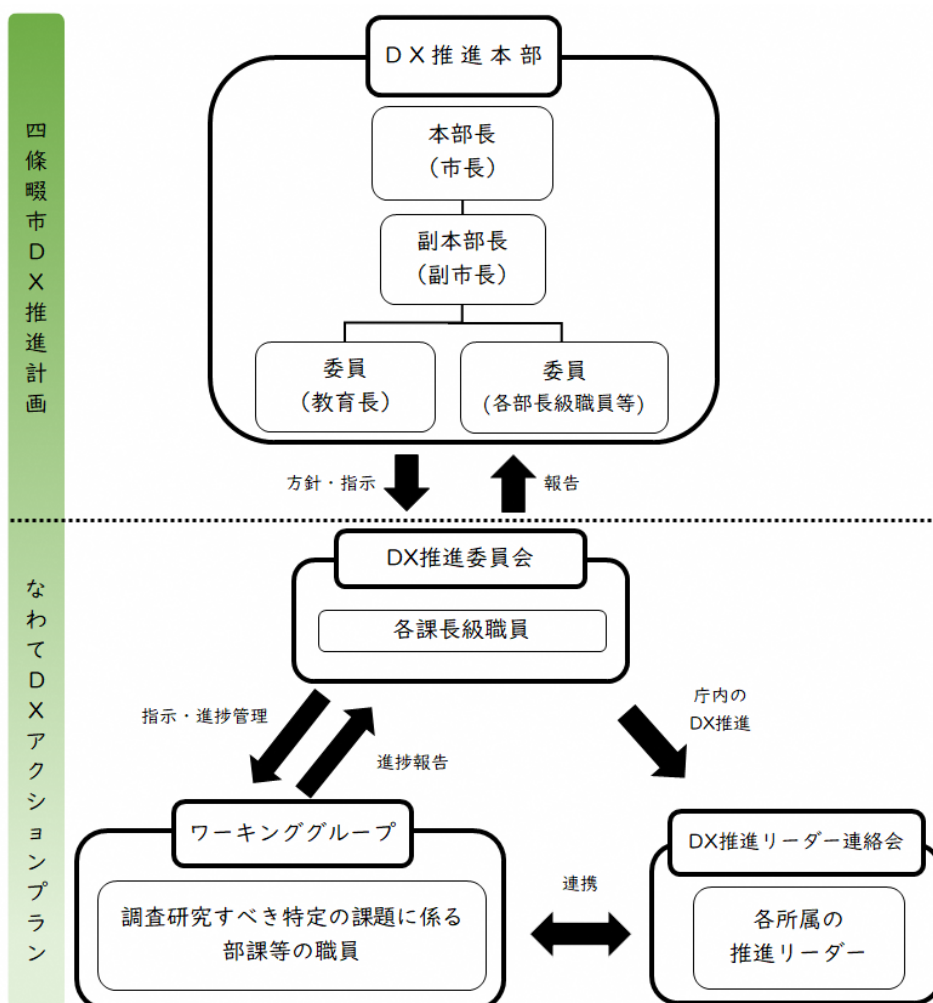 四條畷市DX推進計画
DX推進本部
本部長
（市長）
副本部長
（副市長）
委員
（教育長）
委員
(各部長級職員等)
方針・指示
報告
なわてDXアクションプラン
DX推進委員会
各課長級職員
指示・進捗管理
進捗報告
庁内の
DX推進
ワーキンググループ
調査研究すべき特定の課題に係る
部課等の職員
連携
DX推進リーダー連絡会
各所属の
推進リーダー